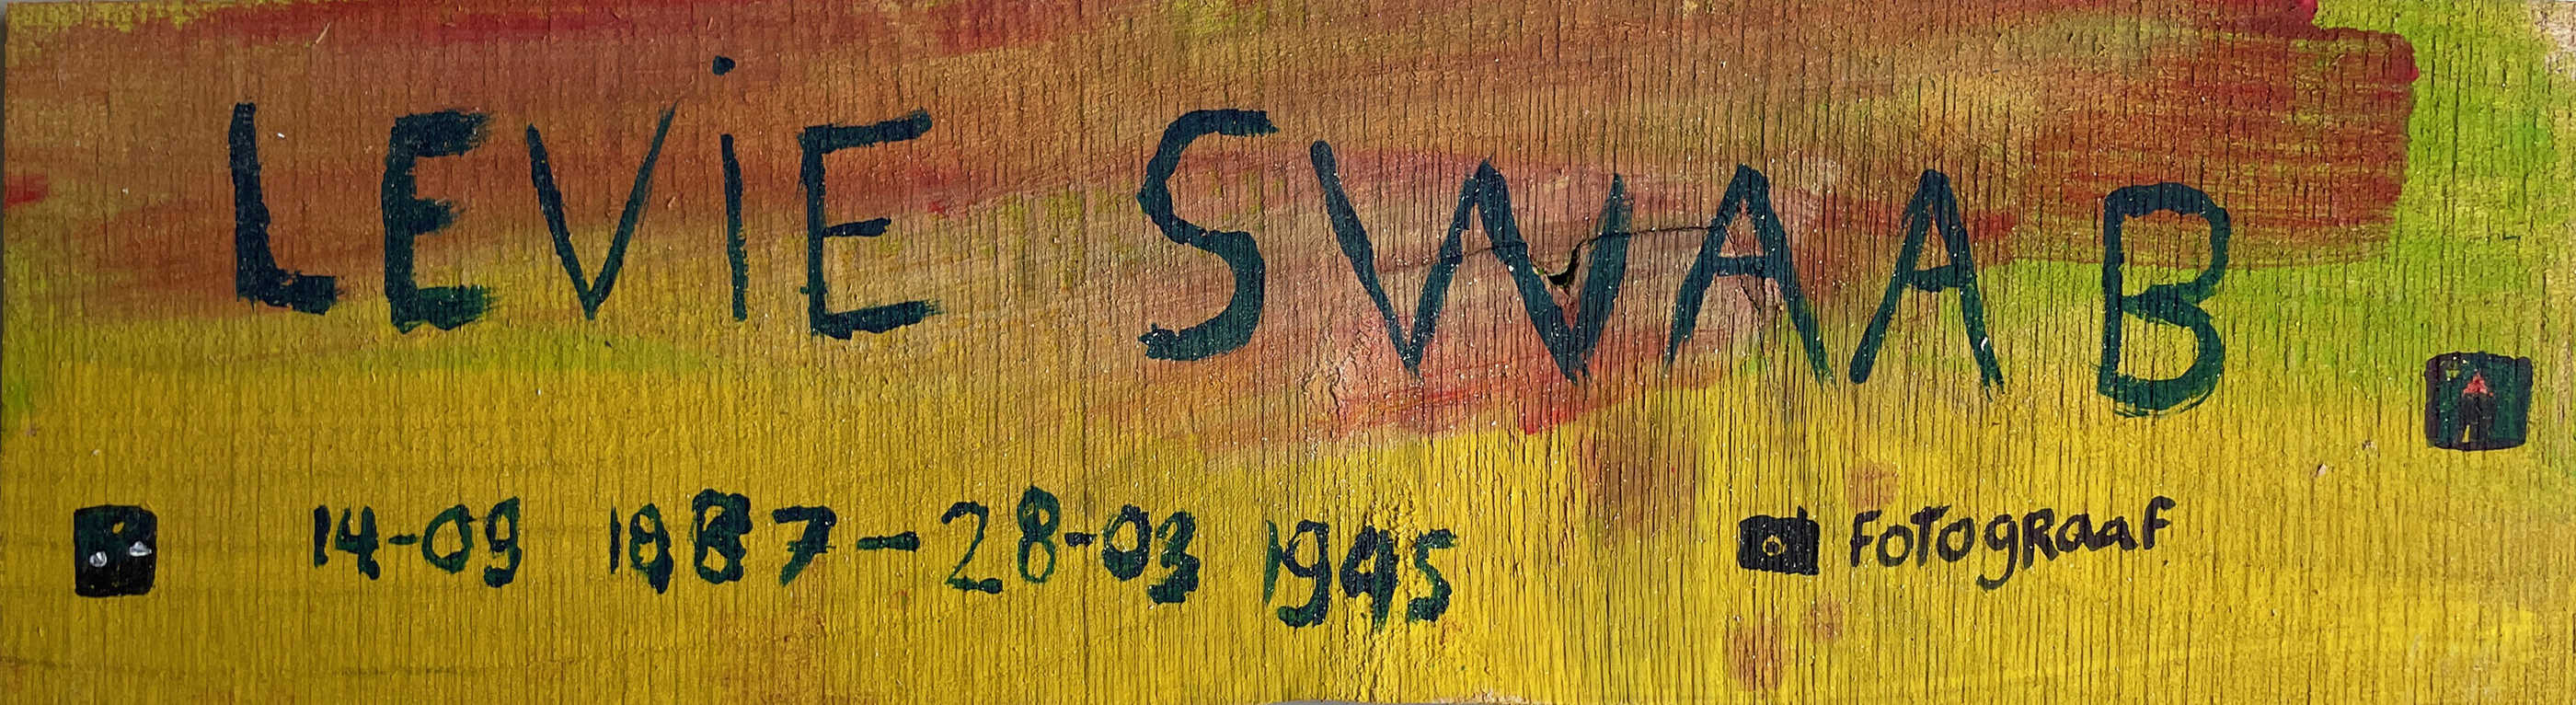 LEViE SWAAB
14-09 1887 - 28-03 1945
FOTOGRAAF